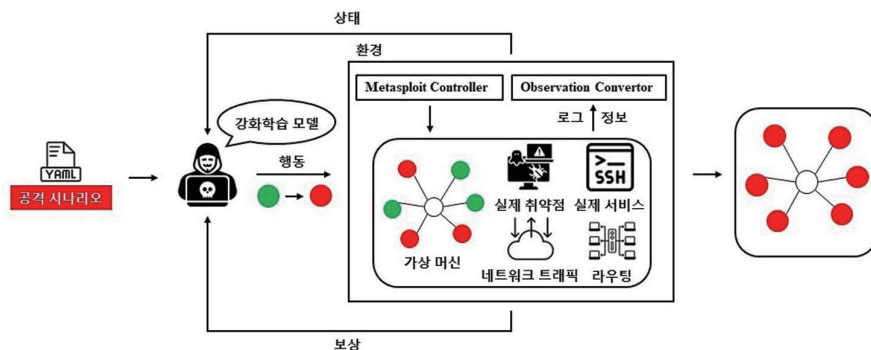 상태
환경
Metasploit Controller
Observation Convertor
강화학습 모델
로그
정보
YAML
공격 시나리오
행동
>_
SSH
실제 취약점
실제 서비스
가상 머신
네트워크 트래픽
라우팅
보상